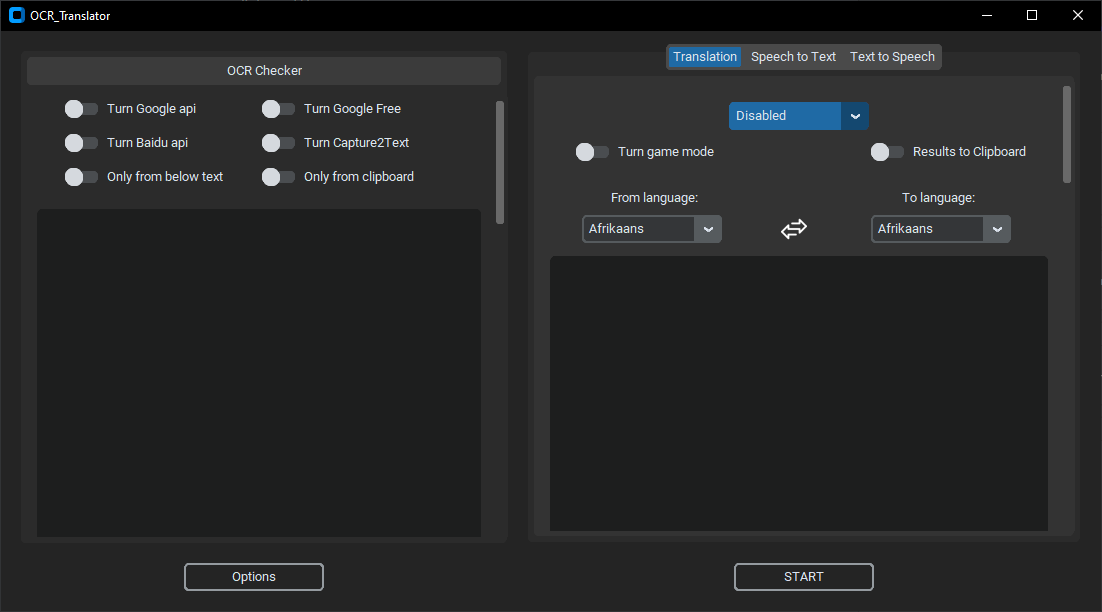 OCR_Translator
OCR Checker
Turn Google api
Turn Google Free
Turn Baidu api
Turn Capture2Text
Only from below text
Only from clipboard
Options
Translation
Speech to Text
Text to Speech
Disabled
Turn game mode
Results to Clipboard
From language:
To language:
Afrikaans
Afrikaans
START